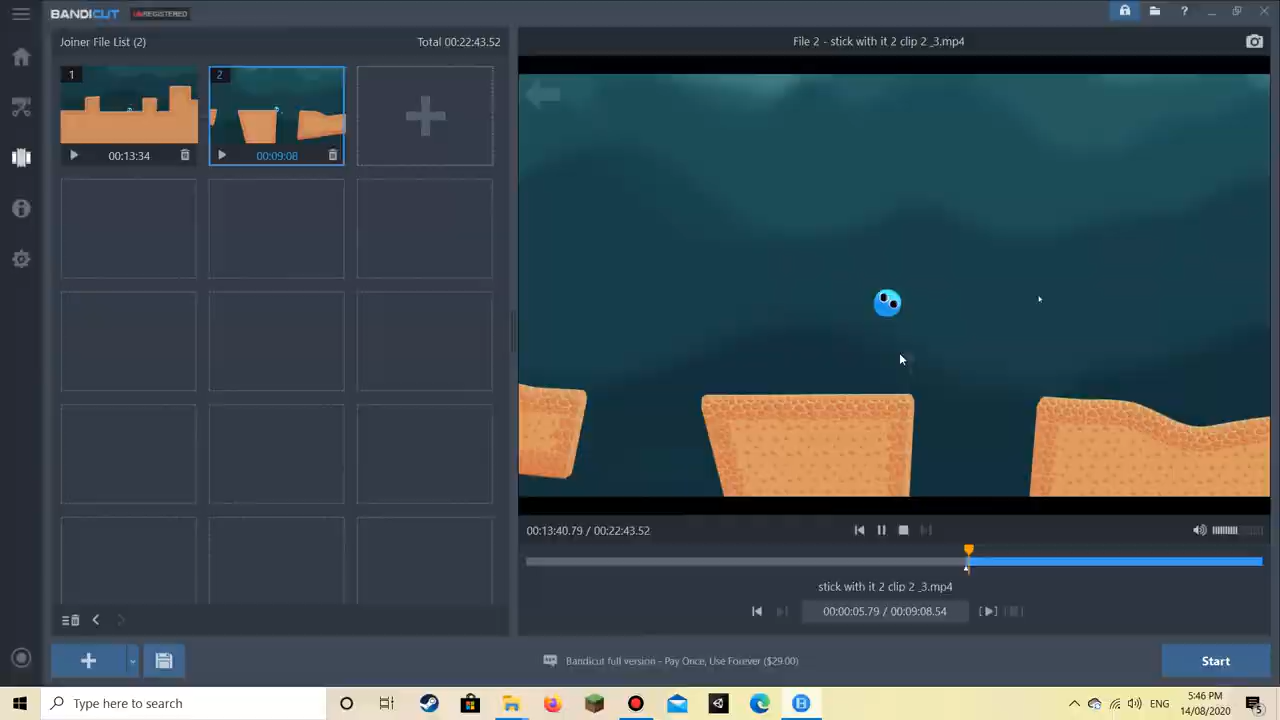 BANDICUT UNREGISTERED
Joiner File List (2) Total 00:22:43.52
File 2 - stick with it 2 clip 2 _3.mp4
1
2
00:13:34
00:09:08
00:13:40.79 / 00:22:43.52
stick with it 2 clip 2 _3.mp4
00:00:05.79 / 00:09:08.54
Bandicut full version - Pay Once, Use Forever ($29.00)
Start
Type here to search
ENG
5:46 PM
14/08/2020
5